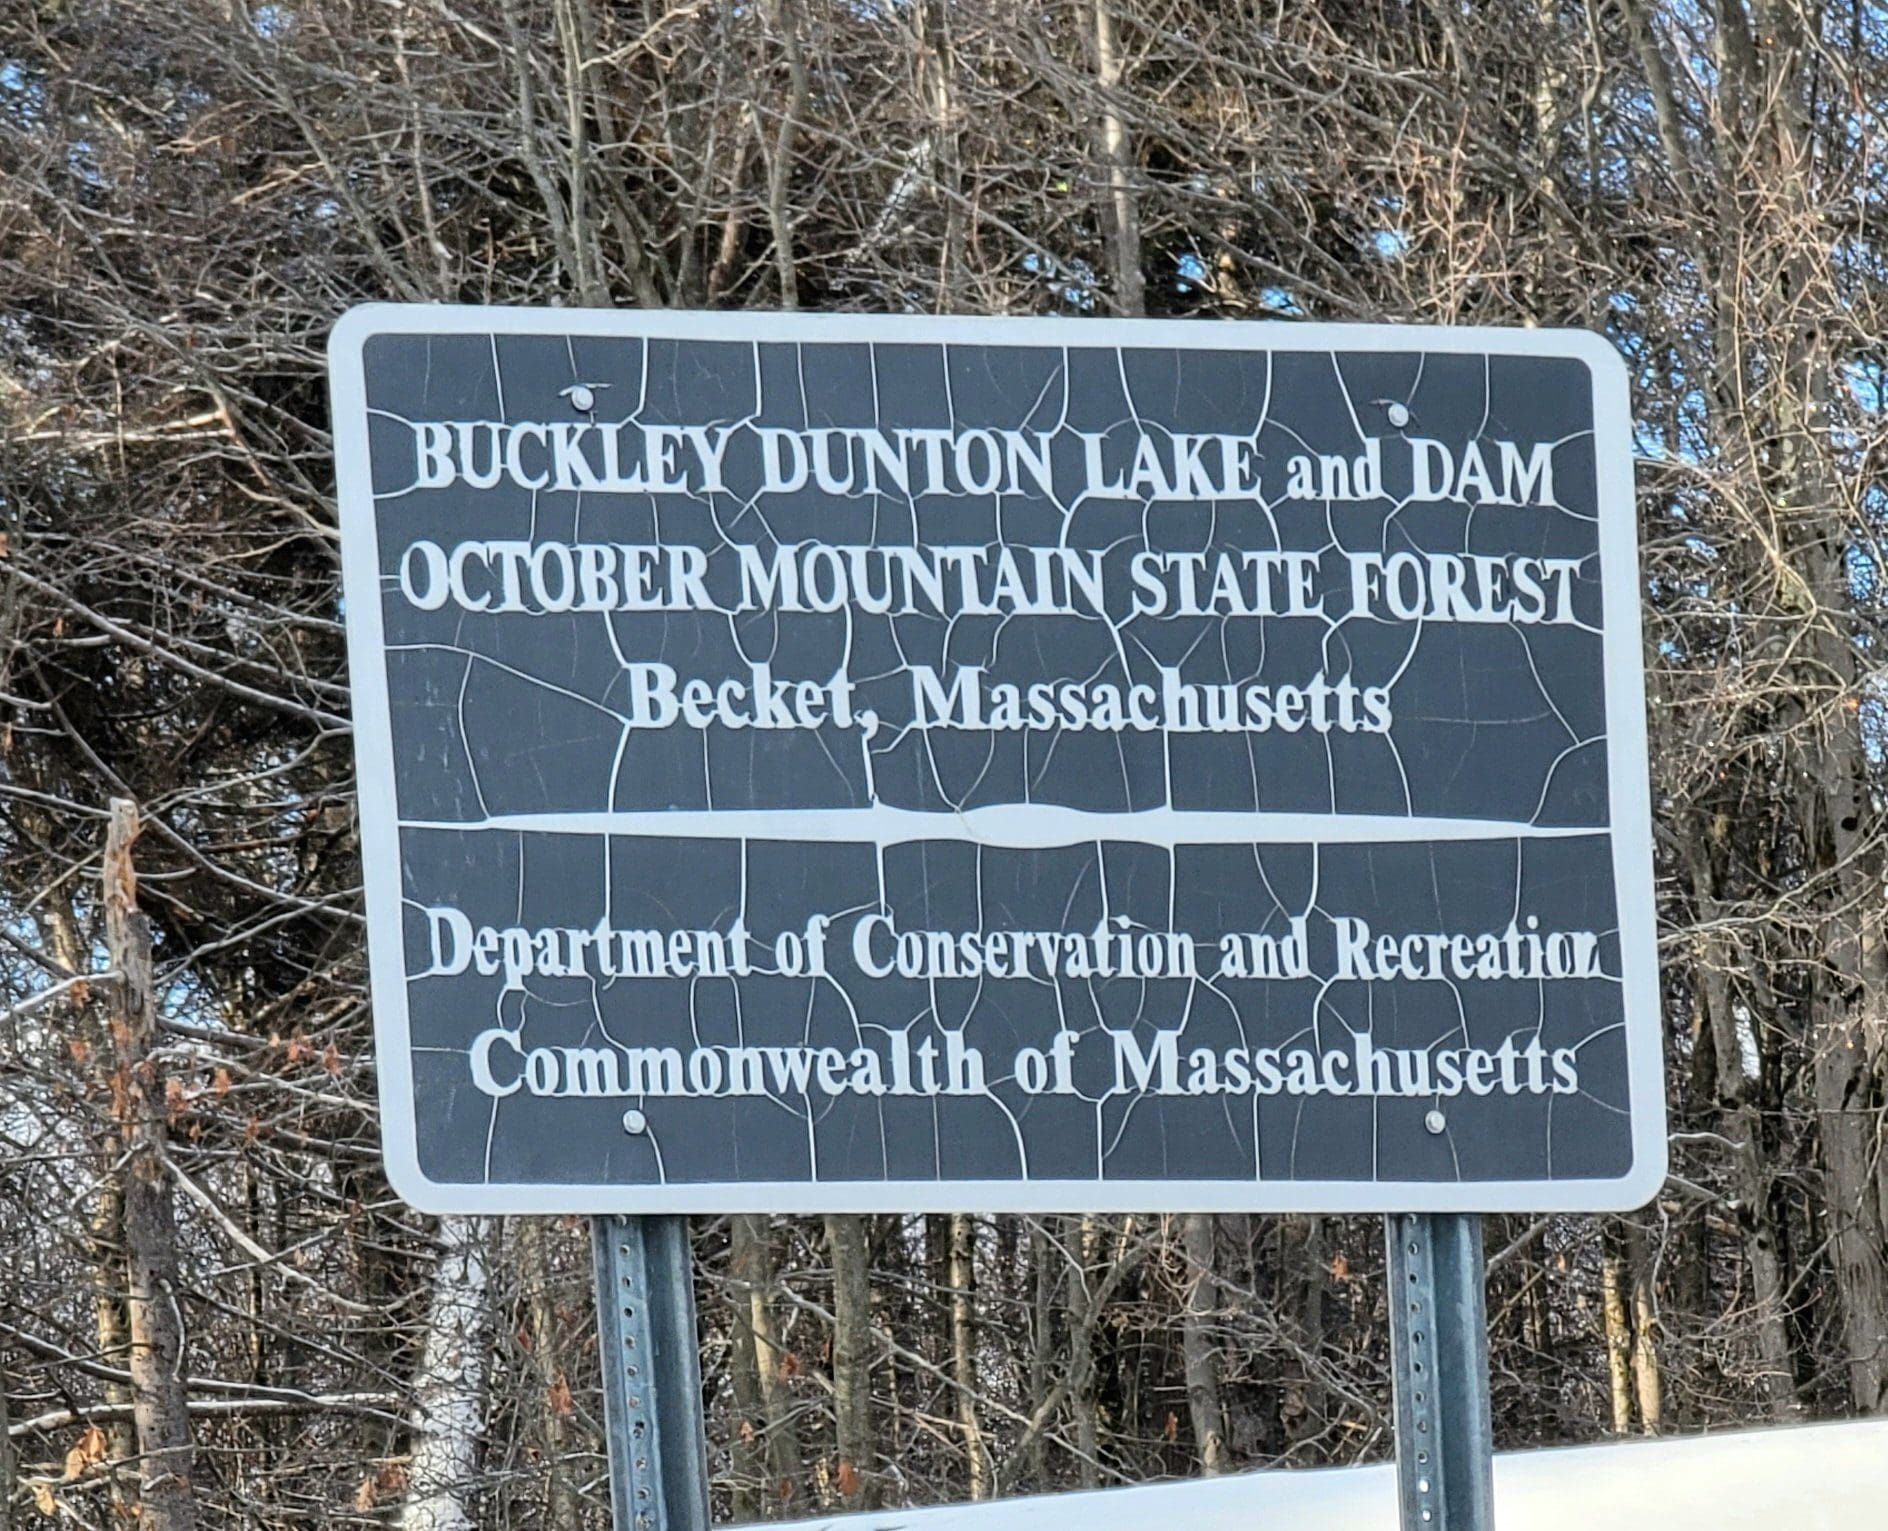 BUCKLEY DUNTON LAKE and DAM
OCTOBER MOUNTAIN STATE FOREST
Becket, Massachusetts
Department of Conservation and Recreation
Commonwealth of Massachusetts